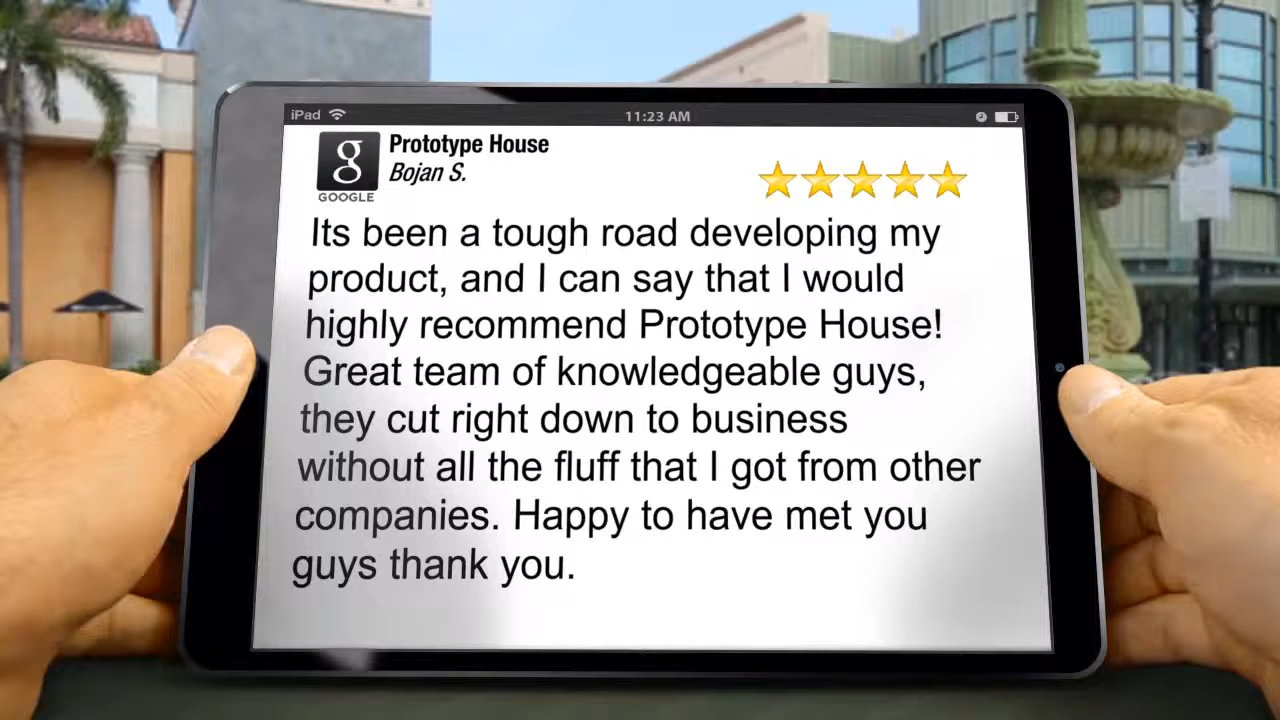 iPad 11:23 AM
Prototype House
g
Bojan S.
GOOGLE
Its been a tough road developing my
product, and I can say that I would
highly recommend Prototype House!
Great team of knowledgeable guys,
they cut right down to business
without all the fluff that I got from other
companies. Happy to have met you
guys thank you.